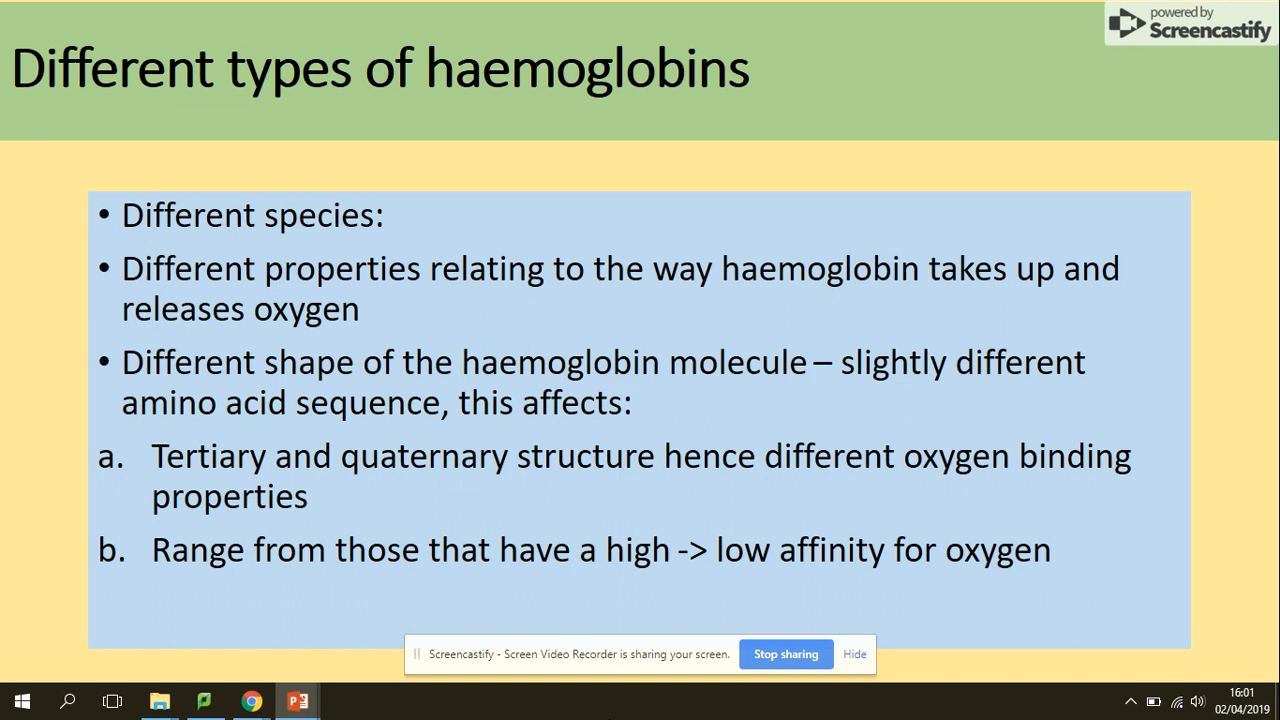 powered by
Screencastify
Different types of haemoglobins
• Different species:
• Different properties relating to the way haemoglobin takes up and
releases oxygen
• Different shape of the haemoglobin molecule – slightly different
amino acid sequence, this affects:
a. Tertiary and quaternary structure hence different oxygen binding
properties
b. Range from those that have a high -> low affinity for oxygen
Screencastify - Screen Video Recorder is sharing your screen. Stop sharing Hide
16:01
02/04/2019